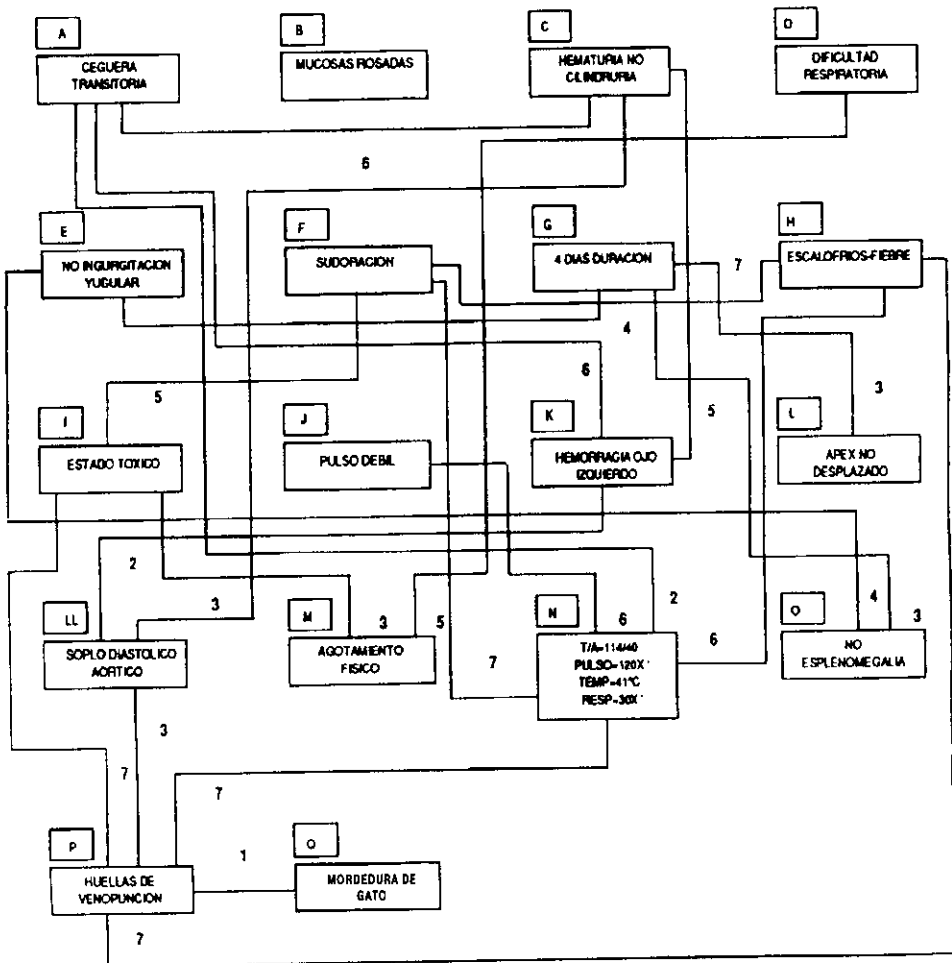 A
B
C
D
CEGUERA
TRANSITORIA
MUCOSAS ROSADAS
HEMATURIA NO
CILINDRURIA
DIFICULTAD
RESPIRATORIA
6
E
F
G
H
NO INGURGITACION
YUGULAR
SUDORACION
4 DIAS DURACION
7
ESCALOFRIOS-FIEBRE
4
5
6
5
3
I
J
K
L
ESTADO TOXICO
PULSO DEBIL
HEMORRAGIA OJO
IZQUIERDO
APEX NO
DESPLAZADO
2
3
3
5
6
2
6
4
3
LL
M
N
O
SOPLO DIASTOLICO
AORTICO
AGOTAMIENTO
FISICO
7
T/A=114/40
PULSO=120X'
TEMP=41°C
RESP=30X'
NO
ESPLENOMEGALIA
3
7
7
P
1
O
HUELLAS DE
VENOPUNCION
MORDEDURA DE
GATO
7